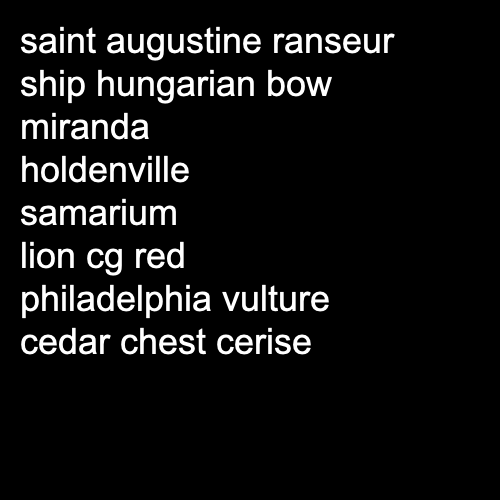 saint augustine ranseur
ship hungarian bow
miranda
holdenville
samarium
lion cg red
philadelphia vulture
cedar chest cerise